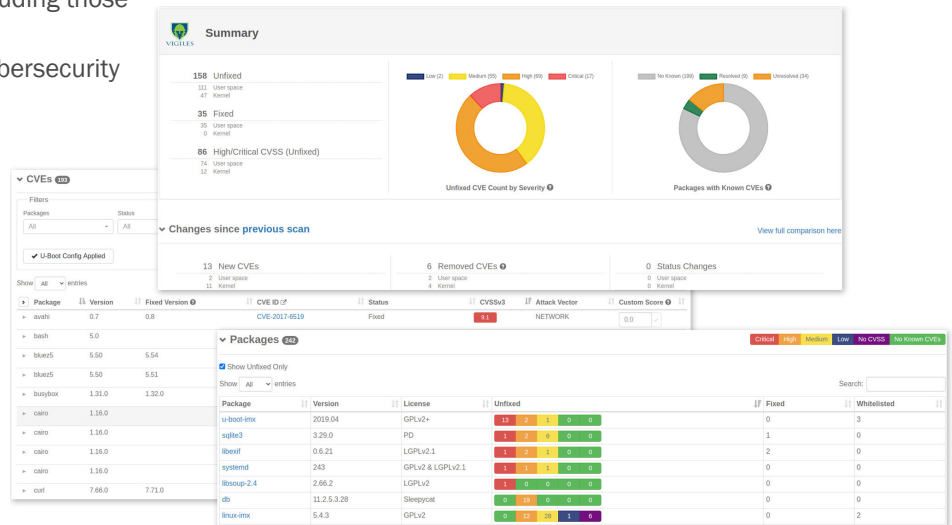 uding those
bersecurity
VIGILES
Summary
158 Unfixed
111 User space
47 Kernel
35 Fixed
35 User space
0 Kernel
86 High/Critical CVSS (Unfixed)
74 User space
12 Kernel
Low (2) Medium (55) High (69) Critical (17)
Unfixed CVE Count by Severity
No Known (199) Resolved (9) Unresolved (34)
Packages with Known CVEs
Changes since previous scan
View full comparison here
13 New CVEs
2 User space
11 Kernel
6 Removed CVEs
2 User space
4 Kernel
0 Status Changes
0 User space
0 Kernel
CVEs 193
Filters
Packages Status
All All
U-Boot Config Applied
Show All entries
Package Version Fixed Version CVE ID Status CVSSv3 Attack Vector Custom Score
avahi 0.7 0.8 CVE-2017-6519 Fixed 9.1 NETWORK 0.0
bash 5.0
bluez5 5.50 5.54
bluez5 5.50 5.51
busybox 1.31.0 1.32.0
cairo 1.16.0
cairo 1.16.0
cairo 1.16.0
cairo 1.16.0
curl 7.66.0 7.71.0
Packages 242
Critical High Medium Low No CVSS No Known CVEs
Show Unfixed Only
Show All entries
Search:
Package Version License Unfixed Fixed Whitelisted
u-boot-imx 2019.04 GPLv2+ 13 2 1 0 0 0 3
sqlite3 3.29.0 PD 1 2 6 0 0 1 0
libexif 0.6.21 LGPLv2.1 1 2 1 0 0 2 0
systemd 243 GPLv2 & LGPLv2.1 1 1 1 0 0 0 0
libsoup-2.4 2.66.2 LGPLv2 1 0 0 0 0 0 0
db 11.2.5.3.28 Sleepycat 0 19 0 0 0 0 0
linux-imx 5.4.3 GPLv2 0 12 28 1 6 0 2